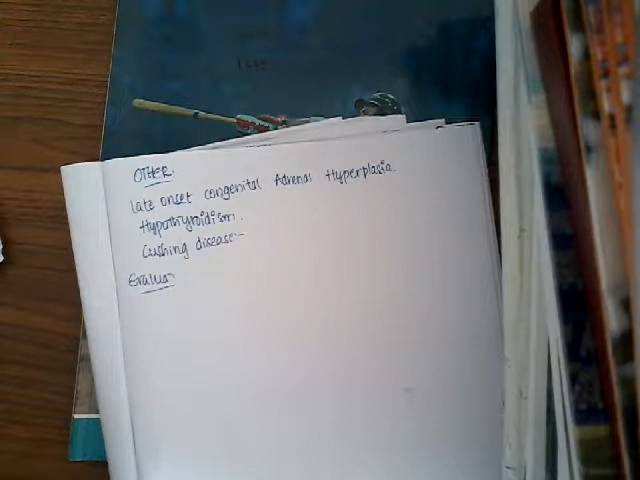 OTHER.
Late onset congenital Adrenal Hyperplasia.
Hypothyroidism.
Cushing disease:-
Evalua: